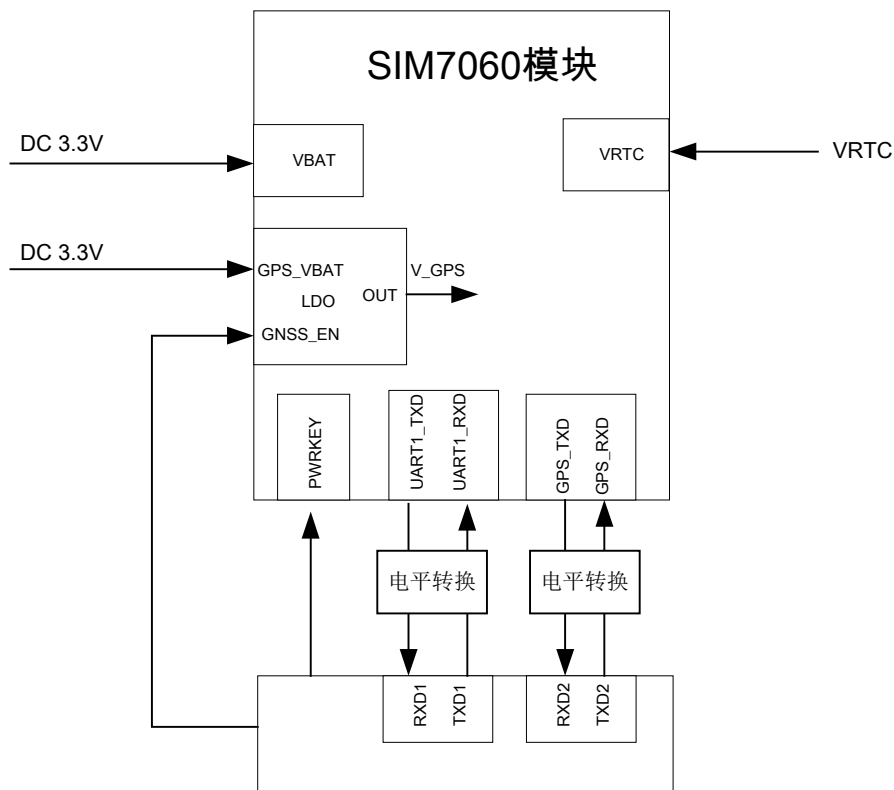 SIM7060模块
DC 3.3V
VBAT
VRTC
VRTC
DC 3.3V
GPS_VBAT
V_GPS
OUT
LDO
GNSS_EN
PWRKEY
UART1_TXD
UART1_RXD
GPS_TXD
GPS_RXD
电平转换
电平转换
RXD1
TXD1
RXD2
TXD2